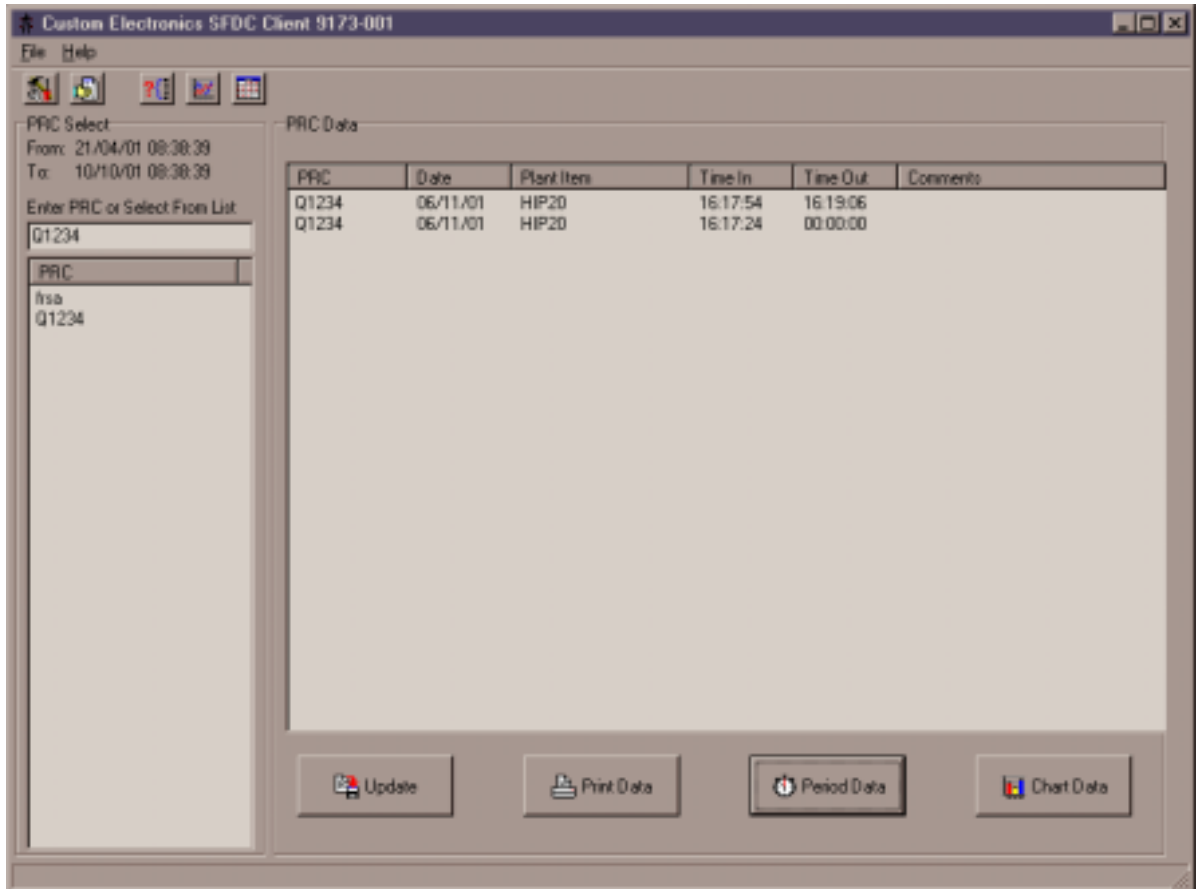 Custom Electronics SFDC Client 9173-001
File Help
PRC Select
From: 21/04/01 08:38:39
To: 10/10/01 08:38:39
Enter PRC or Select From List
Q1234
PRC
frsa
Q1234
PRC Data
PRC Date Plant Item Time In Time Out Comments
Q1234 06/11/01 HIP20 16:17:54 16:19:06
Q1234 06/11/01 HIP20 16:17:24 00:00:00
Update Print Data Period Data Chart Data